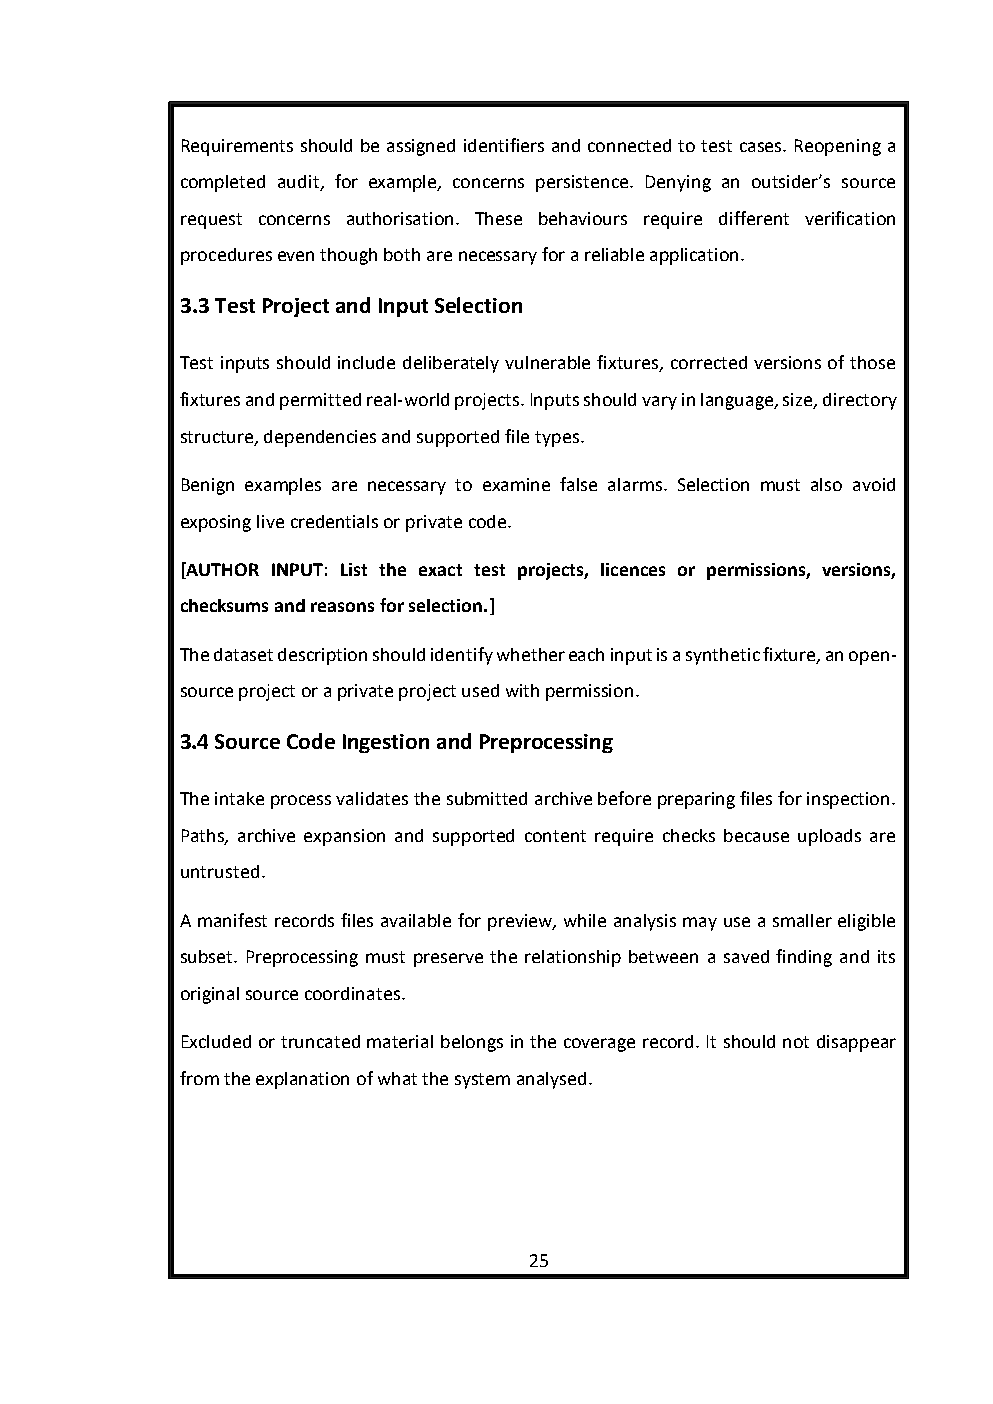 Requirements should be assigned identifiers and connected to test cases. Reopening a
completed audit, for example, concerns persistence. Denying an outsider’s source
request concerns authorisation. These behaviours require different verification
procedures even though both are necessary for a reliable application.
3.3 Test Project and Input Selection
Test inputs should include deliberately vulnerable fixtures, corrected versions of those
fixtures and permitted real-world projects. Inputs should vary in language, size, directory
structure, dependencies and supported file types.
Benign examples are necessary to examine false alarms. Selection must also avoid
exposing live credentials or private code.
[AUTHOR INPUT: List the exact test projects, licences or permissions, versions,
checksums and reasons for selection.]
The dataset description should identify whether each input is a synthetic fixture, an open-
source project or a private project used with permission.
3.4 Source Code Ingestion and Preprocessing
The intake process validates the submitted archive before preparing files for inspection.
Paths, archive expansion and supported content require checks because uploads are
untrusted.
A manifest records files available for preview, while analysis may use a smaller eligible
subset. Preprocessing must preserve the relationship between a saved finding and its
original source coordinates.
Excluded or truncated material belongs in the coverage record. It should not disappear
from the explanation of what the system analysed.
25